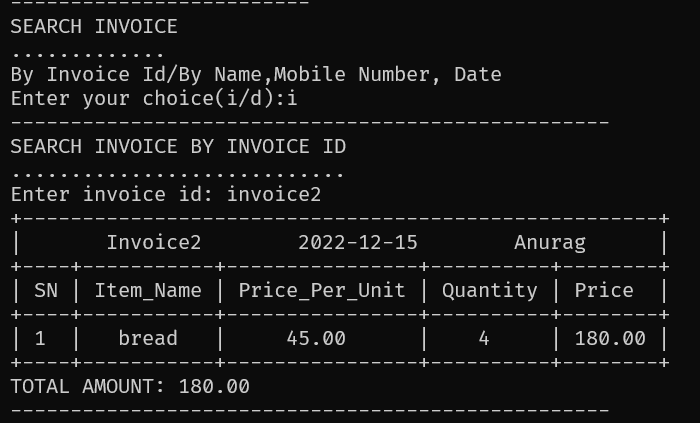 -------------------------
SEARCH INVOICE
.............
By Invoice Id/By Name,Mobile Number, Date
Enter your choice(i/d):i
--------------------------------------------------
SEARCH INVOICE BY INVOICE ID
............................
Enter invoice id: invoice2
+-----------------------------------------------------+
|       Invoice2        2022-12-15        Anurag      |
+----+-----------+----------------+----------+--------+
| SN | Item_Name | Price_Per_Unit | Quantity | Price  |
+----+-----------+----------------+----------+--------+
| 1  |   bread   |     45.00      |    4     | 180.00 |
+----+-----------+----------------+----------+--------+
TOTAL AMOUNT: 180.00
--------------------------------------------------